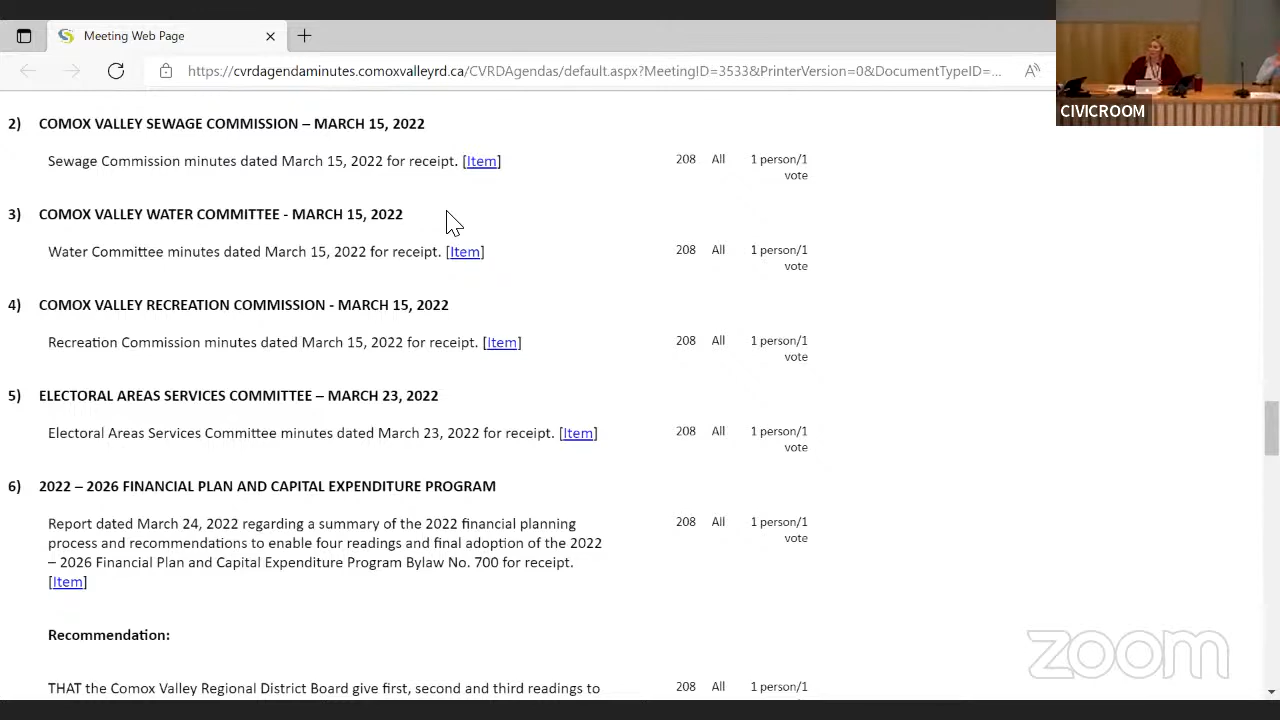 Meeting Web Page
https://cvrdagendaminutes.comoxvalleyrd.ca/CVRDAgendas/default.aspx?MeetingID=3533&PrinterVersion=0&DocumentTypeID=...
CIVICROOM
2) COMOX VALLEY SEWAGE COMMISSION – MARCH 15, 2022
Sewage Commission minutes dated March 15, 2022 for receipt. [Item] 208 All 1 person/1
vote
3) COMOX VALLEY WATER COMMITTEE - MARCH 15, 2022
Water Committee minutes dated March 15, 2022 for receipt. [Item] 208 All 1 person/1
vote
4) COMOX VALLEY RECREATION COMMISSION - MARCH 15, 2022
Recreation Commission minutes dated March 15, 2022 for receipt. [Item] 208 All 1 person/1
vote
5) ELECTORAL AREAS SERVICES COMMITTEE – MARCH 23, 2022
Electoral Areas Services Committee minutes dated March 23, 2022 for receipt. [Item] 208 All 1 person/1
vote
6) 2022 – 2026 FINANCIAL PLAN AND CAPITAL EXPENDITURE PROGRAM
Report dated March 24, 2022 regarding a summary of the 2022 financial planning 208 All 1 person/1
process and recommendations to enable four readings and final adoption of the 2022 vote
– 2026 Financial Plan and Capital Expenditure Program Bylaw No. 700 for receipt.
[Item]
Recommendation:
zoom
THAT the Comox Valley Regional District Board give first, second and third readings to 208 All 1 person/1